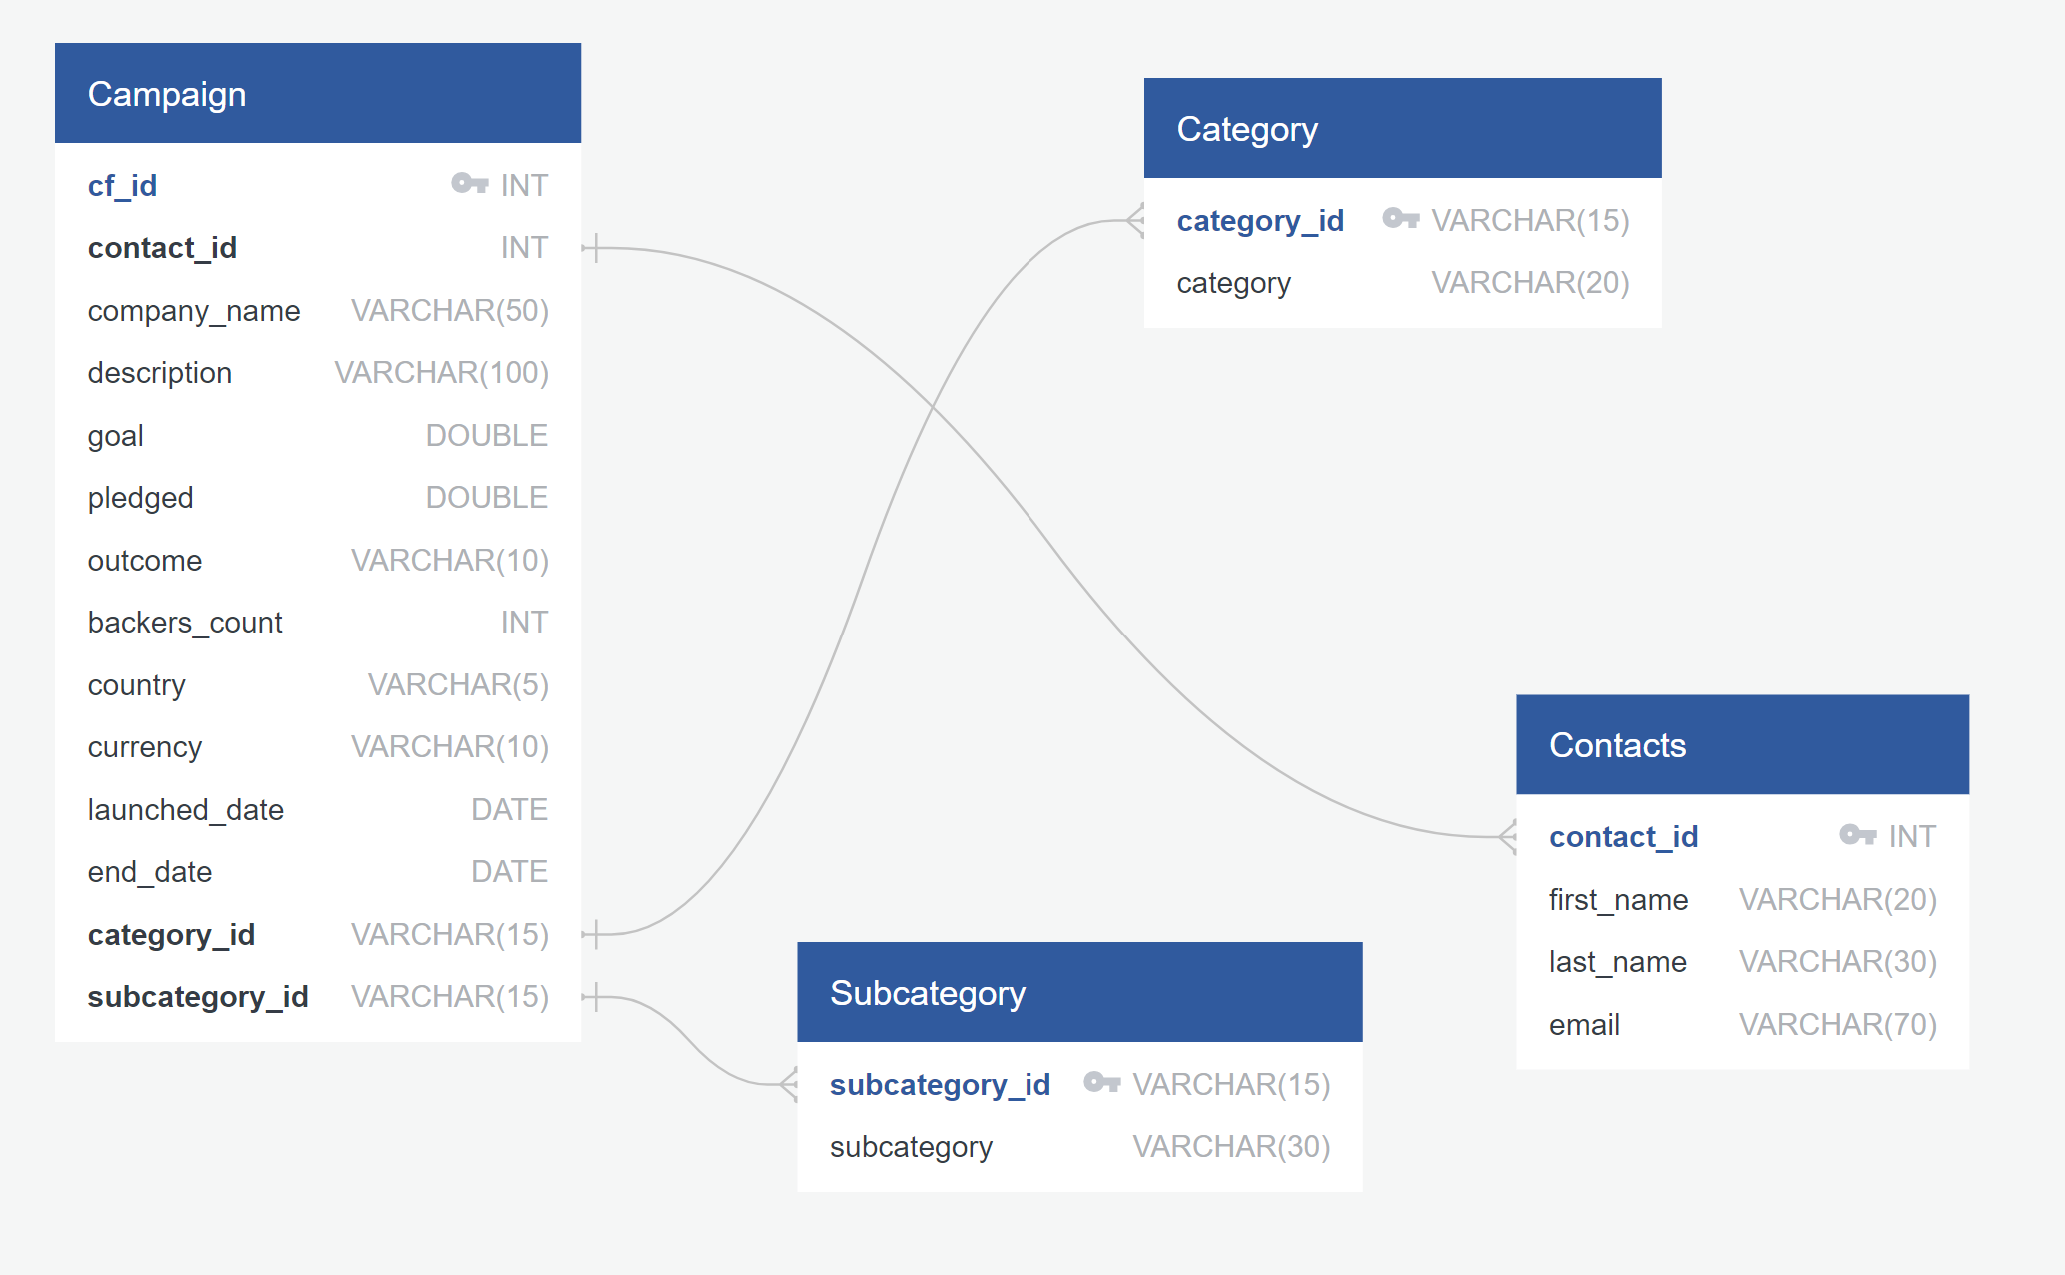 Campaign
cf_id INT
contact_id INT
company_name VARCHAR(50)
description VARCHAR(100)
goal DOUBLE
pledged DOUBLE
outcome VARCHAR(10)
backers_count INT
country VARCHAR(5)
currency VARCHAR(10)
launched_date DATE
end_date DATE
category_id VARCHAR(15)
subcategory_id VARCHAR(15)
Category
category_id VARCHAR(15)
category VARCHAR(20)
Subcategory
subcategory_id VARCHAR(15)
subcategory VARCHAR(30)
Contacts
contact_id INT
first_name VARCHAR(20)
last_name VARCHAR(30)
email VARCHAR(70)